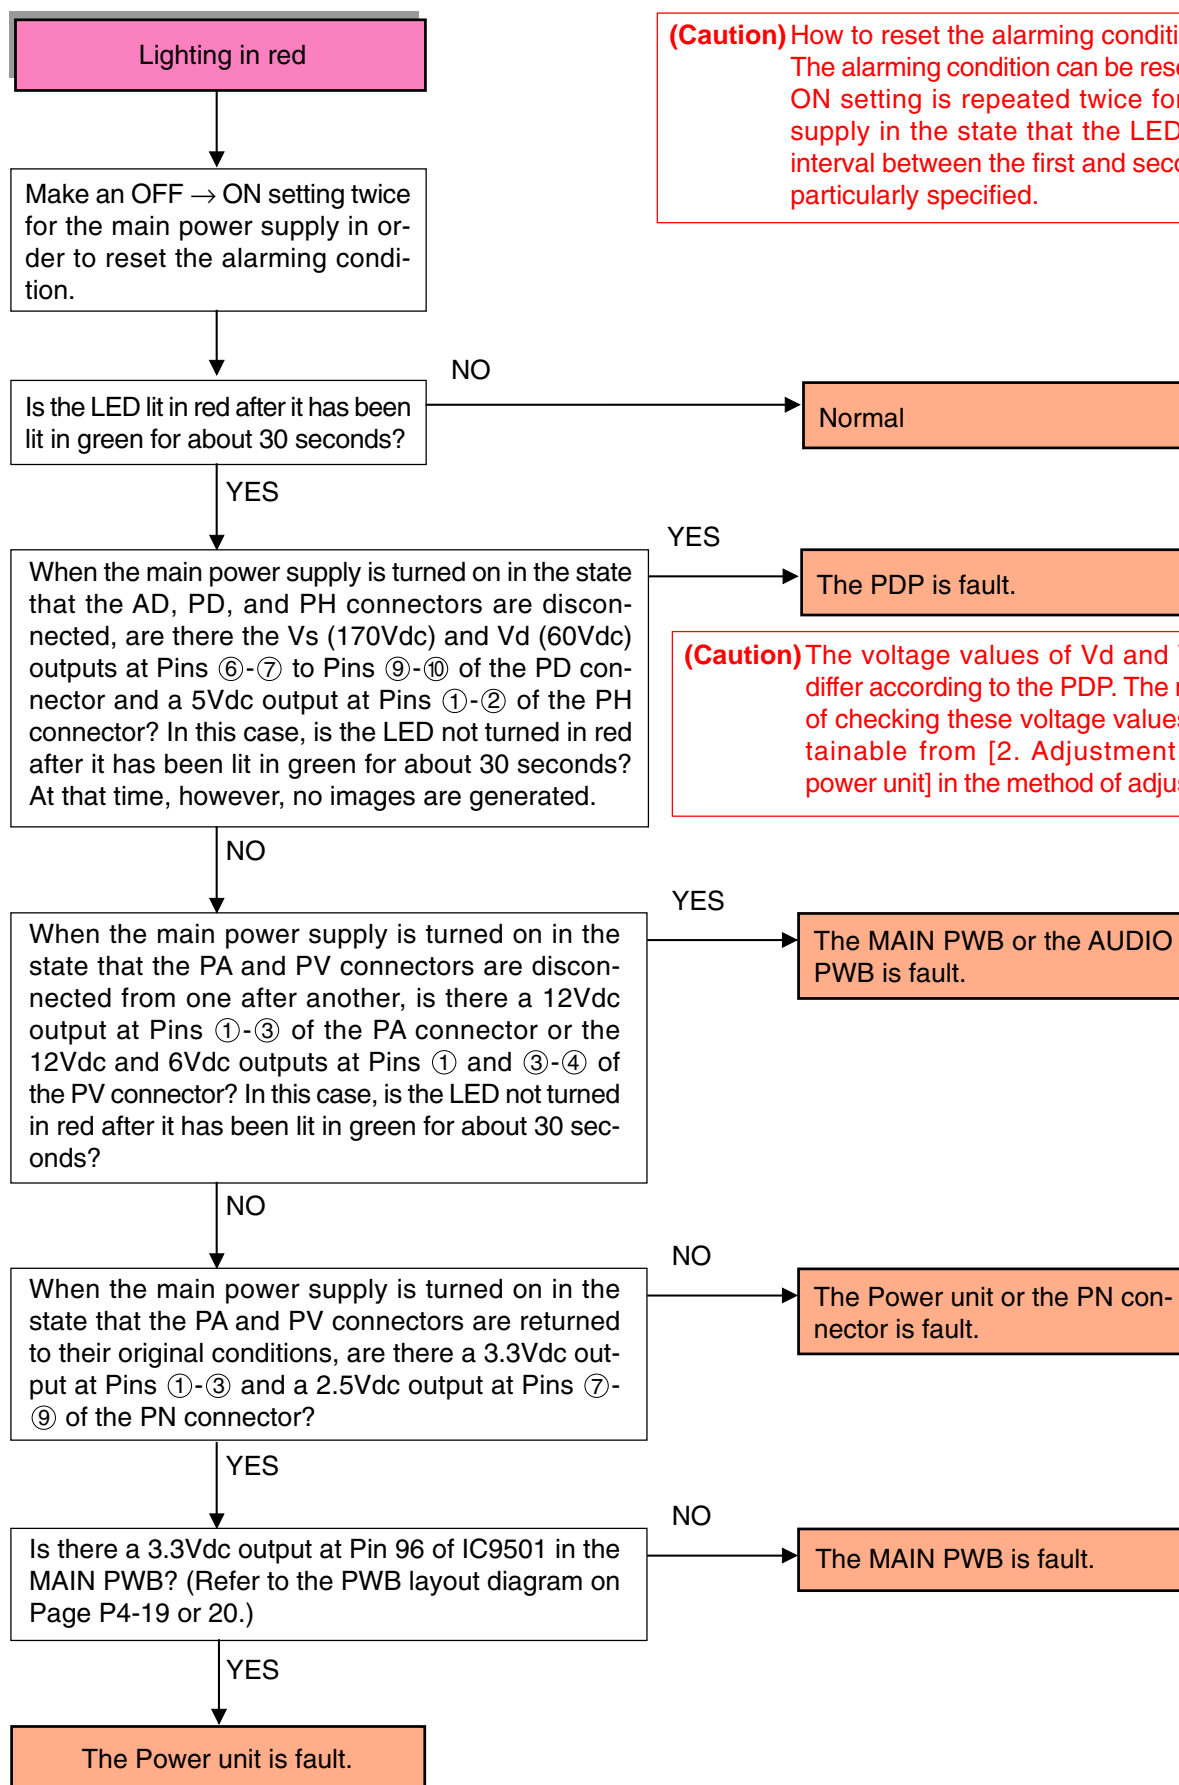 Lighting in red
(Caution) How to reset the alarming conditi
The alarming condition can be rese
ON setting is repeated twice for
supply in the state that the LED
interval between the first and seco
particularly specified.
Make an OFF → ON setting twice
for the main power supply in or-
der to reset the alarming condi-
tion.
NO
Is the LED lit in red after it has been
lit in green for about 30 seconds?
Normal
YES
YES
When the main power supply is turned on in the state
that the AD, PD, and PH connectors are discon-
nected, are there the Vs (170Vdc) and Vd (60Vdc)
outputs at Pins ⑥-⑦ to Pins ⑨-⑩ of the PD con-
nector and a 5Vdc output at Pins ①-② of the PH
connector? In this case, is the LED not turned in red
after it has been lit in green for about 30 seconds?
At that time, however, no images are generated.
The PDP is fault.
(Caution) The voltage values of Vd and
differ according to the PDP. The
of checking these voltage values
tainable from [2. Adjustment
power unit] in the method of adjus
NO
YES
When the main power supply is turned on in the
state that the PA and PV connectors are discon-
nected from one after another, is there a 12Vdc
output at Pins ①-③ of the PA connector or the
12Vdc and 6Vdc outputs at Pins ① and ③-④ of
the PV connector? In this case, is the LED not turned
in red after it has been lit in green for about 30 sec-
onds?
The MAIN PWB or the AUDIO
PWB is fault.
NO
NO
When the main power supply is turned on in the
state that the PA and PV connectors are returned
to their original conditions, are there a 3.3Vdc out-
put at Pins ①-③ and a 2.5Vdc output at Pins ⑦-
⑨ of the PN connector?
The Power unit or the PN con-
nector is fault.
YES
NO
Is there a 3.3Vdc output at Pin 96 of IC9501 in the
MAIN PWB? (Refer to the PWB layout diagram on
Page P4-19 or 20.)
The MAIN PWB is fault.
YES
The Power unit is fault.